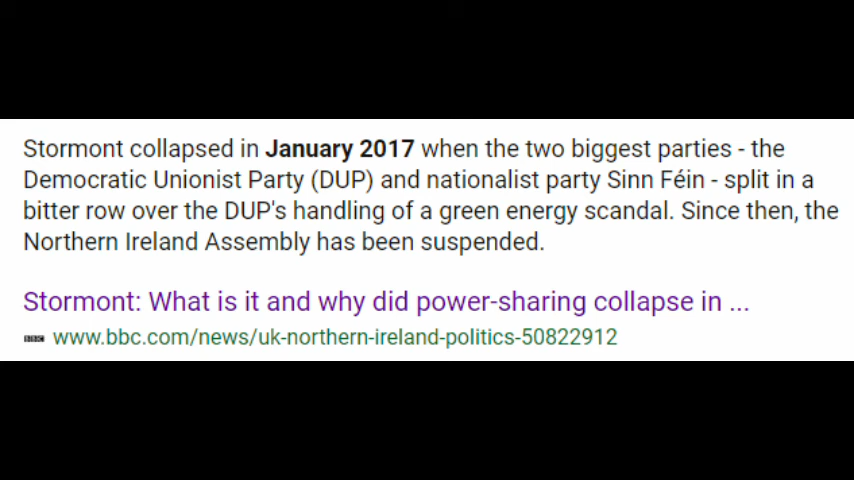 Stormont collapsed in January 2017 when the two biggest parties - the
Democratic Unionist Party (DUP) and nationalist party Sinn Féin - split in a
bitter row over the DUP's handling of a green energy scandal. Since then, the
Northern Ireland Assembly has been suspended.
Stormont: What is it and why did power-sharing collapse in ...
BBC www.bbc.com/news/uk-northern-ireland-politics-50822912